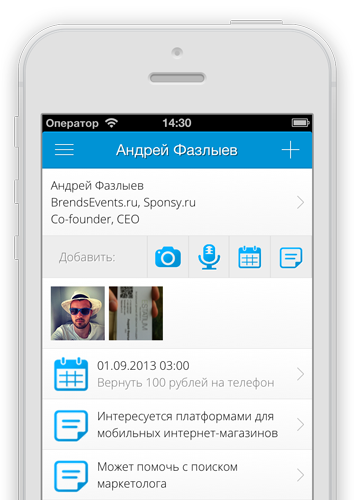 Оператор 14:30
Андрей Фазлыев
Андрей Фазлыев
BrendsEvents.ru, Sponsy.ru
Co-founder, CEO
Добавить:
01.09.2013 03:00
Вернуть 100 рублей на телефон
Интересуется платформами для
мобильных интернет-магазинов
Может помочь с поиском
маркетолога